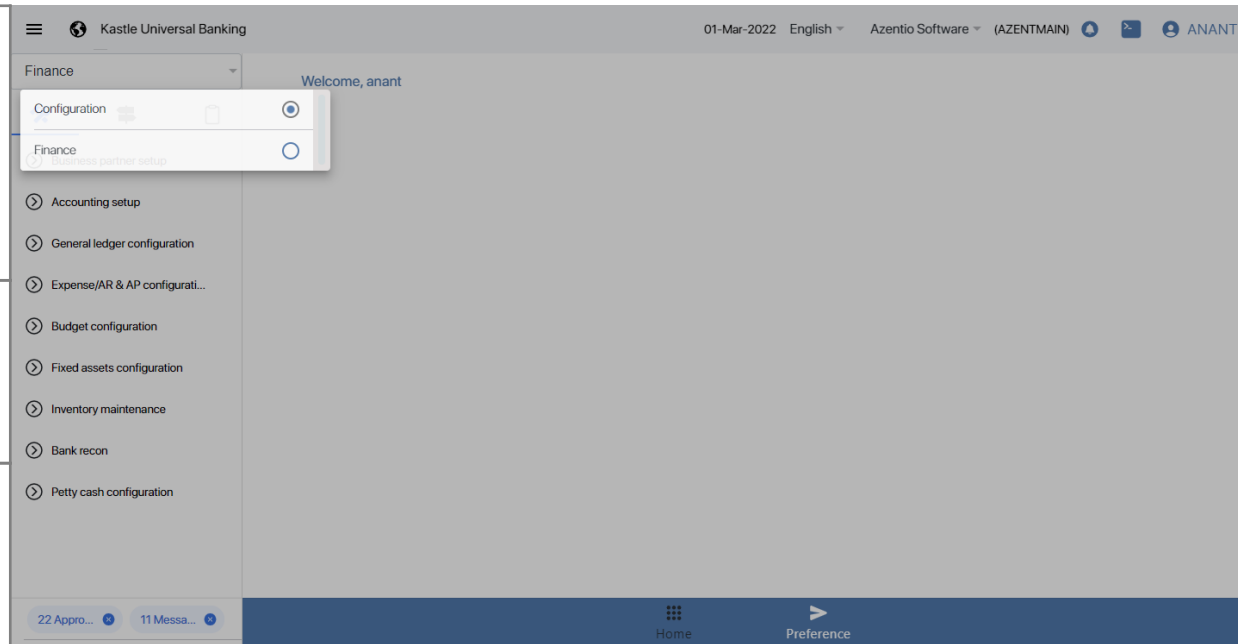 Kastle Universal Banking
01-Mar-2022 English Azentio Software (AZENTMAIN) ANANT
Finance
Welcome, anant
Configuration
Finance
Business partner setup
Accounting setup
General ledger configuration
Expense/AR & AP configurati...
Budget configuration
Fixed assets configuration
Inventory maintenance
Bank recon
Petty cash configuration
22 Appro... 11 Messa...
Home Preference